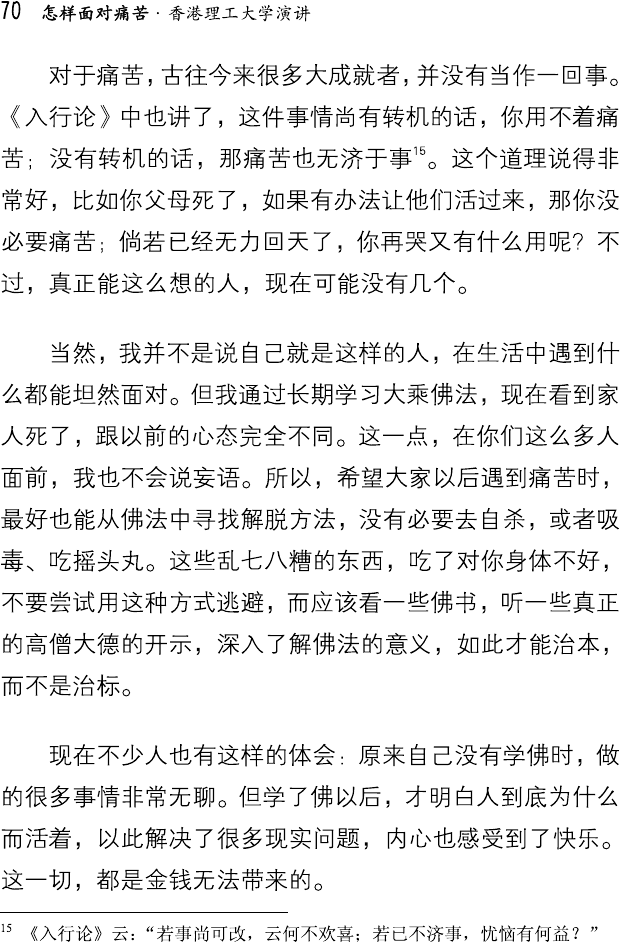 70 怎样面对痛苦·香港理工大学演讲
对于痛苦，古往今来很多大成就者，并没有当作一回事。
《入行论》中也讲了，这件事情尚有转机的话，你用不着痛
苦；没有转机的话，那痛苦也无济于事15。这个道理说得非
常好，比如你父母死了，如果有办法让他们活过来，那你没
必要痛苦；倘若已经无力回天了，你再哭又有什么用呢？不
过，真正能这么想的人，现在可能没有几个。
当然，我并不是说自己就是这样的人，在生活中遇到什
么都能坦然面对。但我通过长期学习大乘佛法，现在看到家
人死了，跟以前的心态完全不同。这一点，在你们这么多人
面前，我也不会说妄语。所以，希望大家以后遇到痛苦时，
最好也能从佛法中寻找解脱方法，没有必要去自杀，或者吸
毒、吃摇头丸。这些乱七八糟的东西，吃了对你身体不好，
不要尝试用这种方式逃避，而应该看一些佛书，听一些真正
的高僧大德的开示，深入了解佛法的意义，如此才能治本，
而不是治标。
现在不少人也有这样的体会：原来自己没有学佛时，做
的很多事情非常无聊。但学了佛以后，才明白人到底为什么
而活着，以此解决了很多现实问题，内心也感受到了快乐。
这一切，都是金钱无法带来的。
15 《入行论》云：“若事尚可改，云何不欢喜；若已不济事，忧恼有何益？”